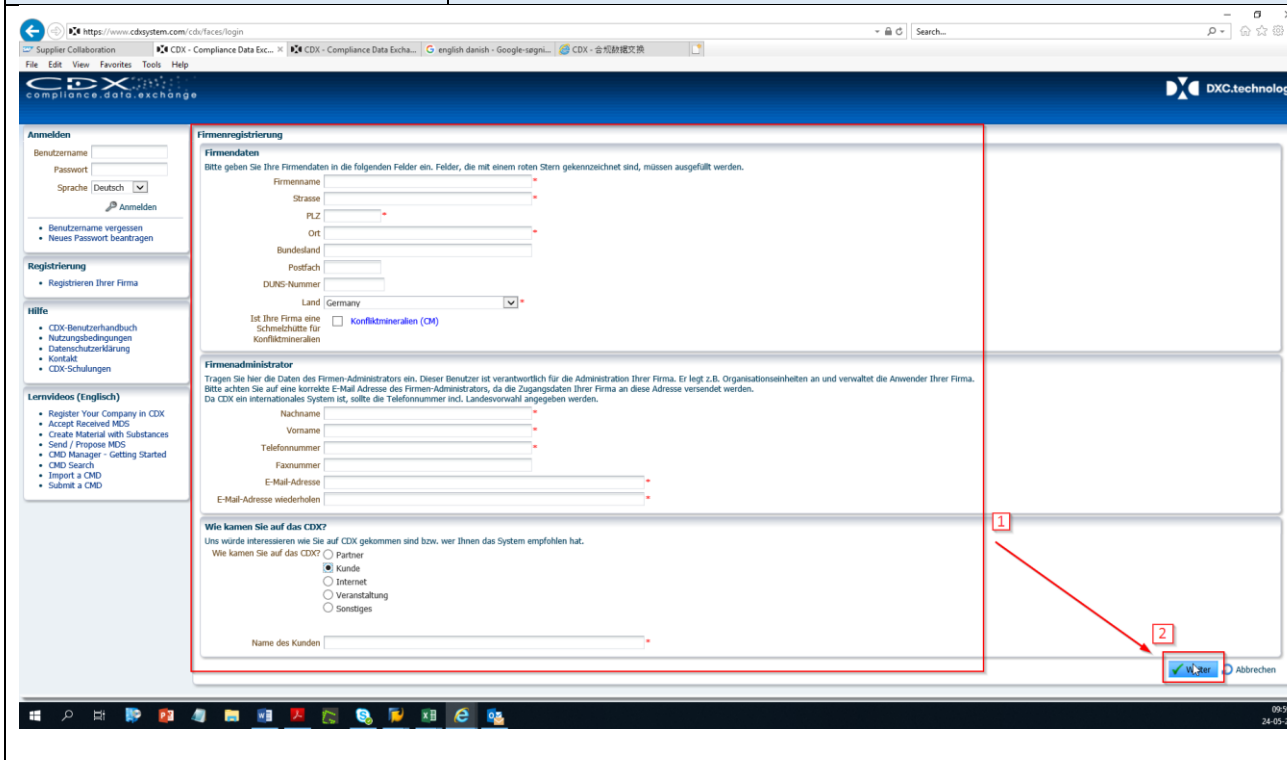 https://www.cdxsystem.com/cdx/faces/login
Search...
Supplier Collaboration
CDX - Compliance Data Exc...
CDX - Compliance Data Excha...
english danish - Google-søgni...
CDX - 合规数据交换
File Edit View Favorites Tools Help
CDX
compliance.data.exchange
DXC.technolog
Anmelden
Benutzername
Passwort
Sprache Deutsch
Anmelden
Benutzername vergessen
Neues Passwort beantragen
Registrierung
Registrieren Ihrer Firma
Hilfe
CDX-Benutzerhandbuch
Nutzungsbedingungen
Datenschutzerklärung
Kontakt
CDX-Schulungen
Lernvideos (Englisch)
Register Your Company in CDX
Accept Received MDS
Create Material with Substances
Send / Propose MDS
CMD Manager - Getting Started
CMD Search
Import a CMD
Submit a CMD
Firmenregistrierung
Firmendaten
Bitte geben Sie Ihre Firmendaten in die folgenden Felder ein. Felder, die mit einem roten Stern gekennzeichnet sind, müssen ausgefüllt werden.
Firmenname *
Strasse *
PLZ *
Ort *
Bundesland
Postfach
DUNS-Nummer
Land Germany *
Ist Ihre Firma eine
Schmelzhütte für
Konfliktmineralien
Konfliktmineralien (CM)
Firmenadministrator
Tragen Sie hier die Daten des Firmen-Administrators ein. Dieser Benutzer ist verantwortlich für die Administration Ihrer Firma. Er legt z.B. Organisationseinheiten an und verwaltet die Anwender Ihrer Firma.
Bitte achten Sie auf eine korrekte E-Mail Adresse des Firmen-Administrators, da die Zugangsdaten Ihrer Firma an diese Adresse versendet werden.
Da CDX ein internationales System ist, sollte die Telefonnummer incl. Landesvorwahl angegeben werden.
Nachname *
Vorname *
Telefonnummer *
Faxnummer
E-Mail-Adresse *
E-Mail-Adresse wiederholen *
Wie kamen Sie auf das CDX?
Uns würde interessieren wie Sie auf CDX gekommen sind bzw. wer Ihnen das System empfohlen hat.
Wie kamen Sie auf das CDX? Partner
Kunde
Internet
Veranstaltung
Sonstiges
Name des Kunden *
1
2
Weiter Abbrechen
09:5
24-05-2